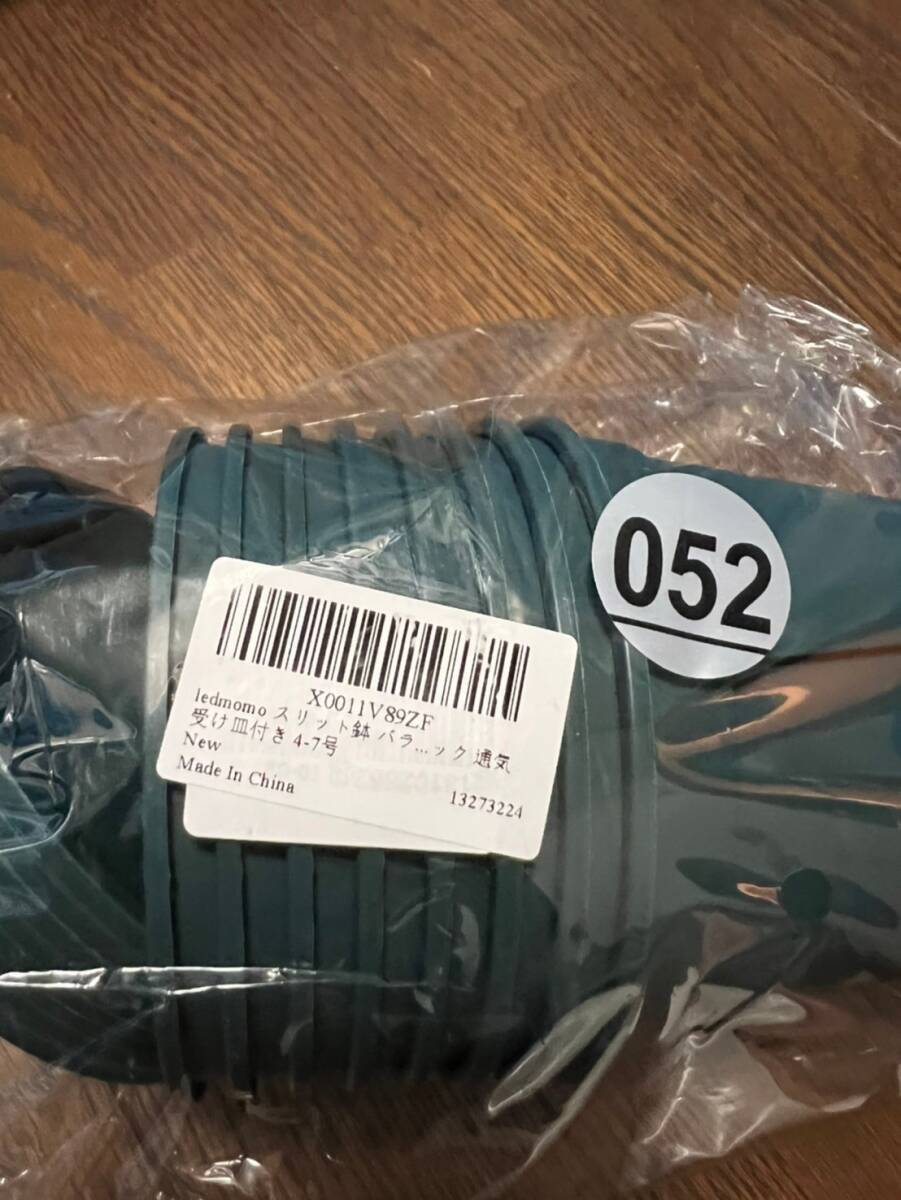 052
X0011V89ZF
ledmomo スリット鉢 バラ...ック 通気
受け皿付き 4-7号
New
Made In China
13273224